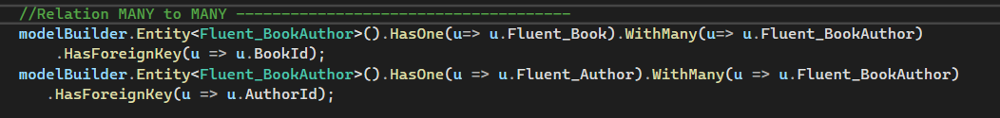 //Relation MANY to MANY -------------------------------------
modelBuilder.Entity<Fluent_BookAuthor>().HasOne(u=> u.Fluent_Book).WithMany(u=> u.Fluent_BookAuthor)
.HasForeignKey(u => u.BookId);
modelBuilder.Entity<Fluent_BookAuthor>().HasOne(u => u.Fluent_Author).WithMany(u => u.Fluent_BookAuthor)
.HasForeignKey(u => u.AuthorId);